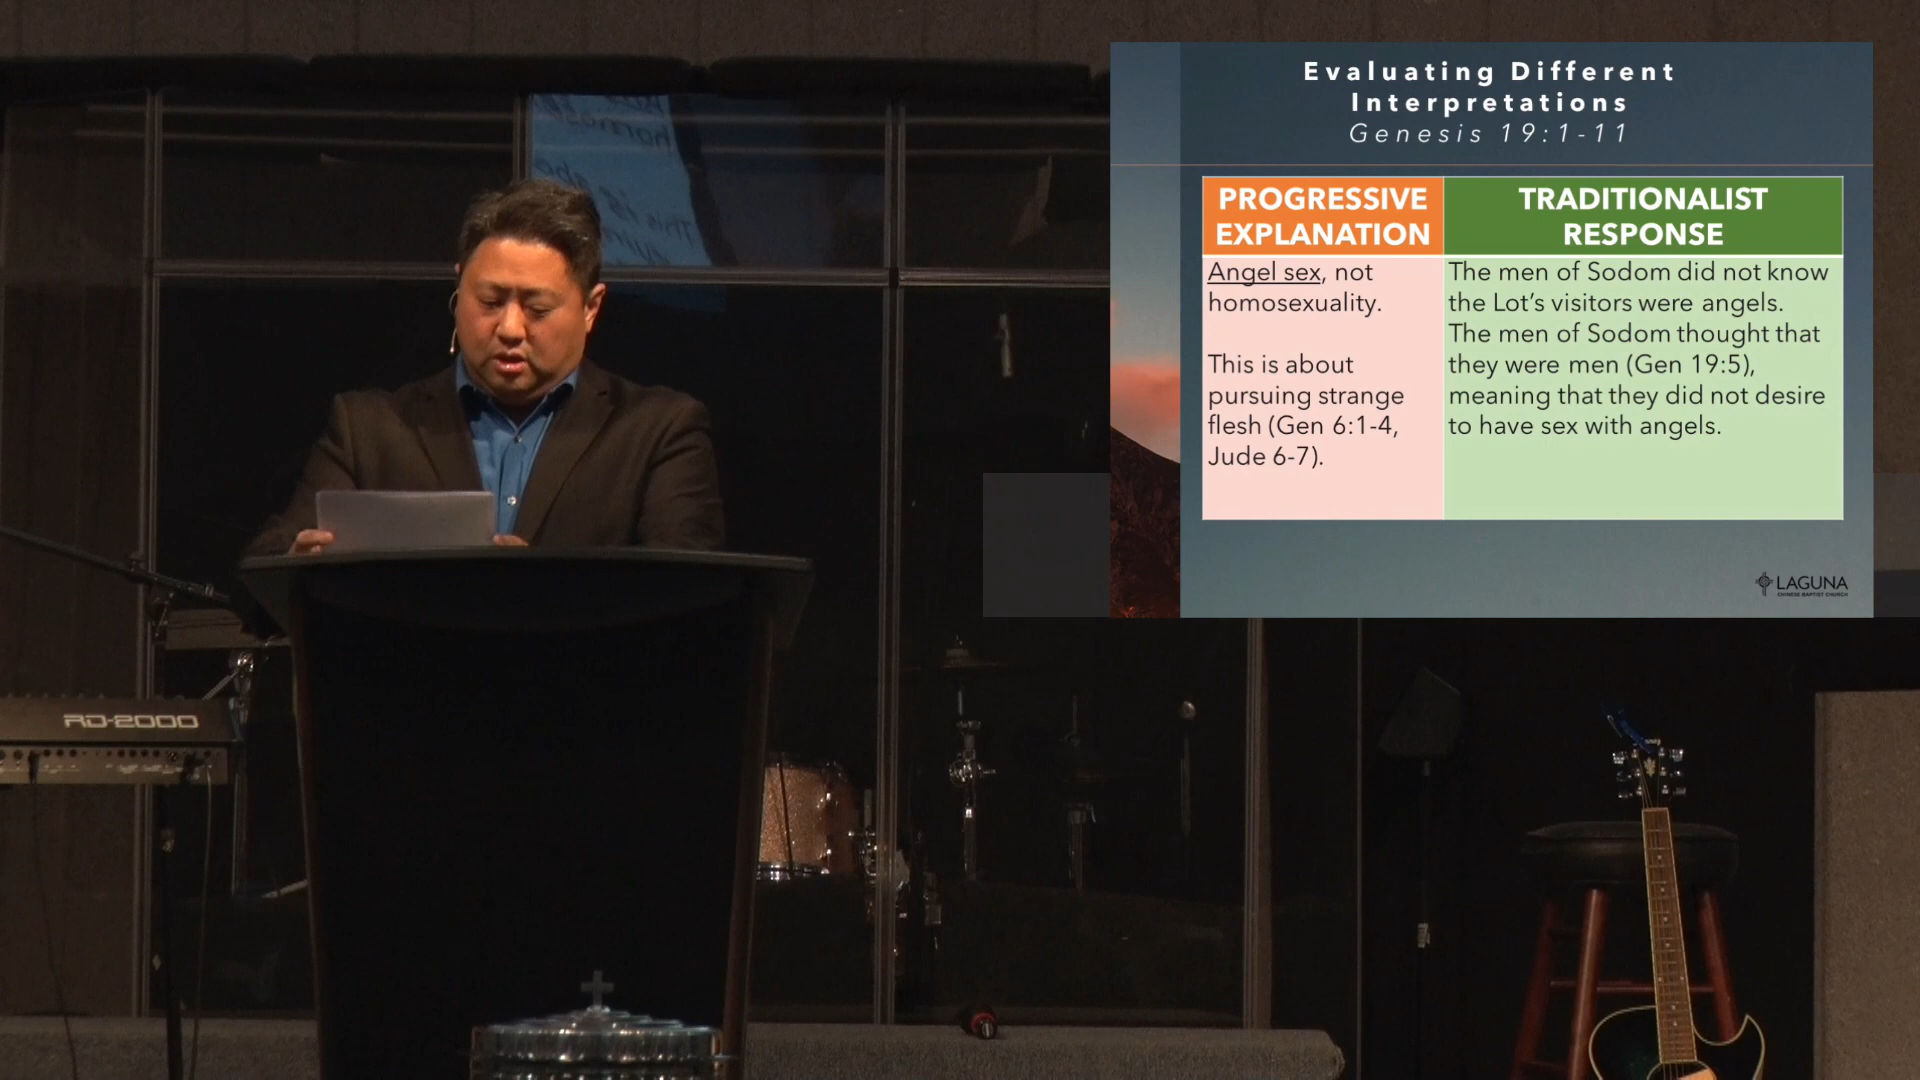 Evaluating Different
Interpretations
Genesis 19:1-11
PROGRESSIVE
EXPLANATION
TRADITIONALIST
RESPONSE
Angel sex, not
homosexuality.
This is about
pursuing strange
flesh (Gen 6:1-4,
Jude 6-7).
The men of Sodom did not know
the Lot's visitors were angels.
The men of Sodom thought that
they were men (Gen 19:5),
meaning that they did not desire
to have sex with angels.
LAGUNA
CHINESE BAPTIST CHURCH
RD-2000